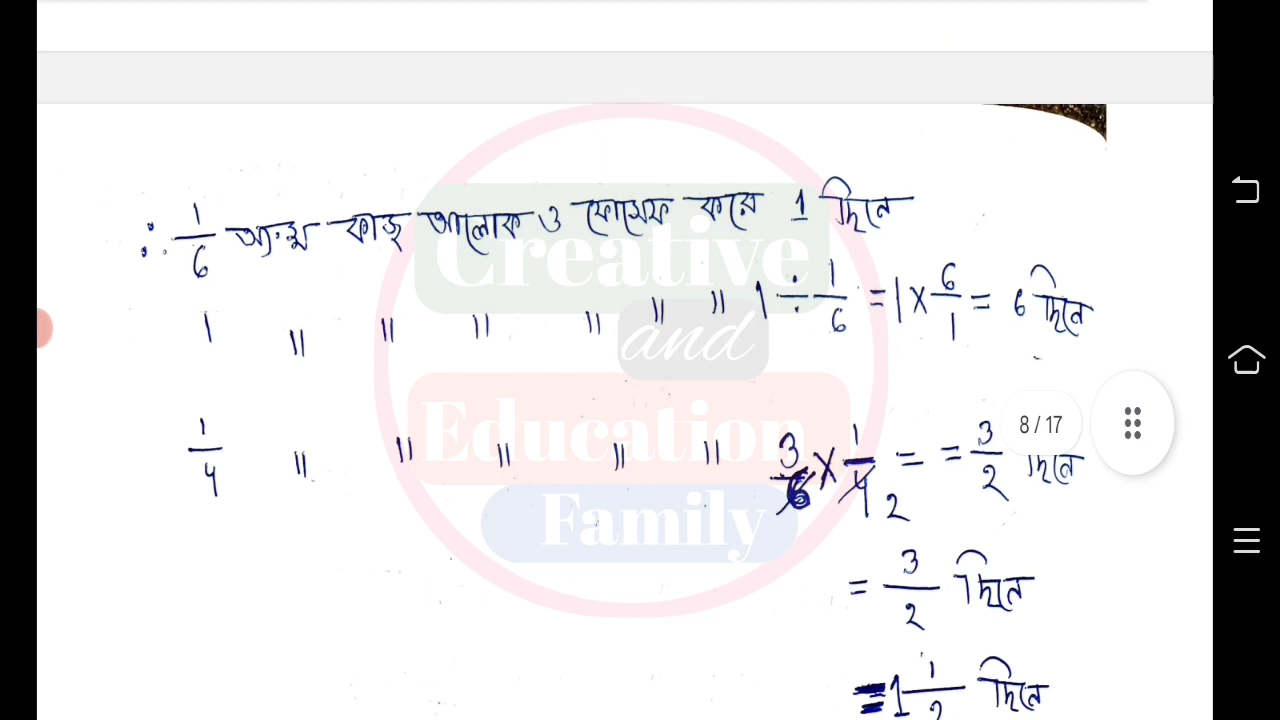 ∴ 1/6 অংশ কাজ আলোক ও যোসেফ করে 1 দিনে
1 " " " " " " 1 ÷ 1/6 = 1 × 6/1 = 6 দিনে
1/4 " " " " " 3 6 × 1/4 2 = = 3/2 দিনে
= 3/2 দিনে
= 1 1/2 দিনে
Creative
and
Education
Family
8 / 17